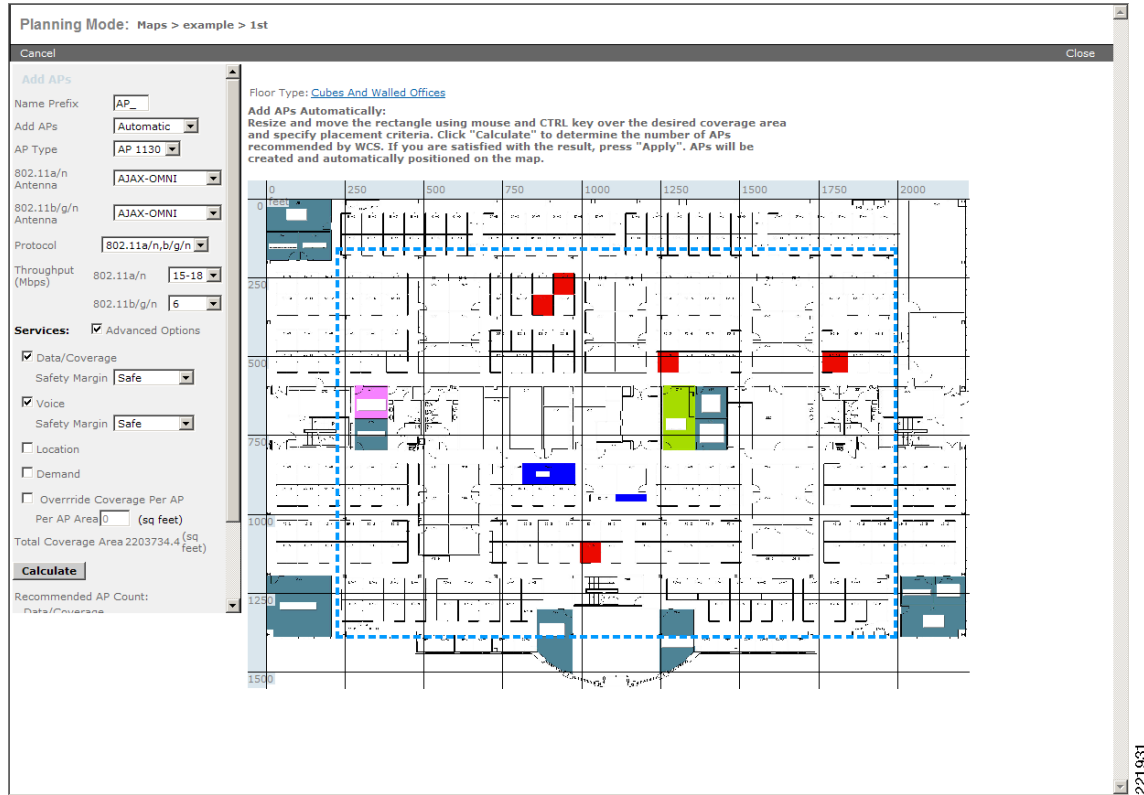 Planning Mode: Maps > example > 1st
Cancel
Close
Add APs
Name Prefix AP_
Add APs Automatic
AP Type AP 1130
802.11a/n Antenna AJAX-OMNI
802.11b/g/n Antenna AJAX-OMNI
Protocol 802.11a/n,b/g/n
Throughput (Mbps) 802.11a/n 15-18
802.11b/g/n 6
Services: Advanced Options
Data/Coverage
Safety Margin Safe
Voice
Safety Margin Safe
Location
Demand
Overrride Coverage Per AP
Per AP Area 0 (sq feet)
Total Coverage Area 2203734.4 (sq feet)
Calculate
Recommended AP Count:
Data/Coverage
Floor Type: Cubes And Walled Offices
Add APs Automatically:
Resize and move the rectangle using mouse and CTRL key over the desired coverage area
and specify placement criteria. Click "Calculate" to determine the number of APs
recommended by WCS. If you are satisfied with the result, press "Apply". APs will be
created and automatically positioned on the map.
0 250 500 750 1000 1250 1500 1750 2000
feet
0
250
500
750
1000
1250
1500
221931